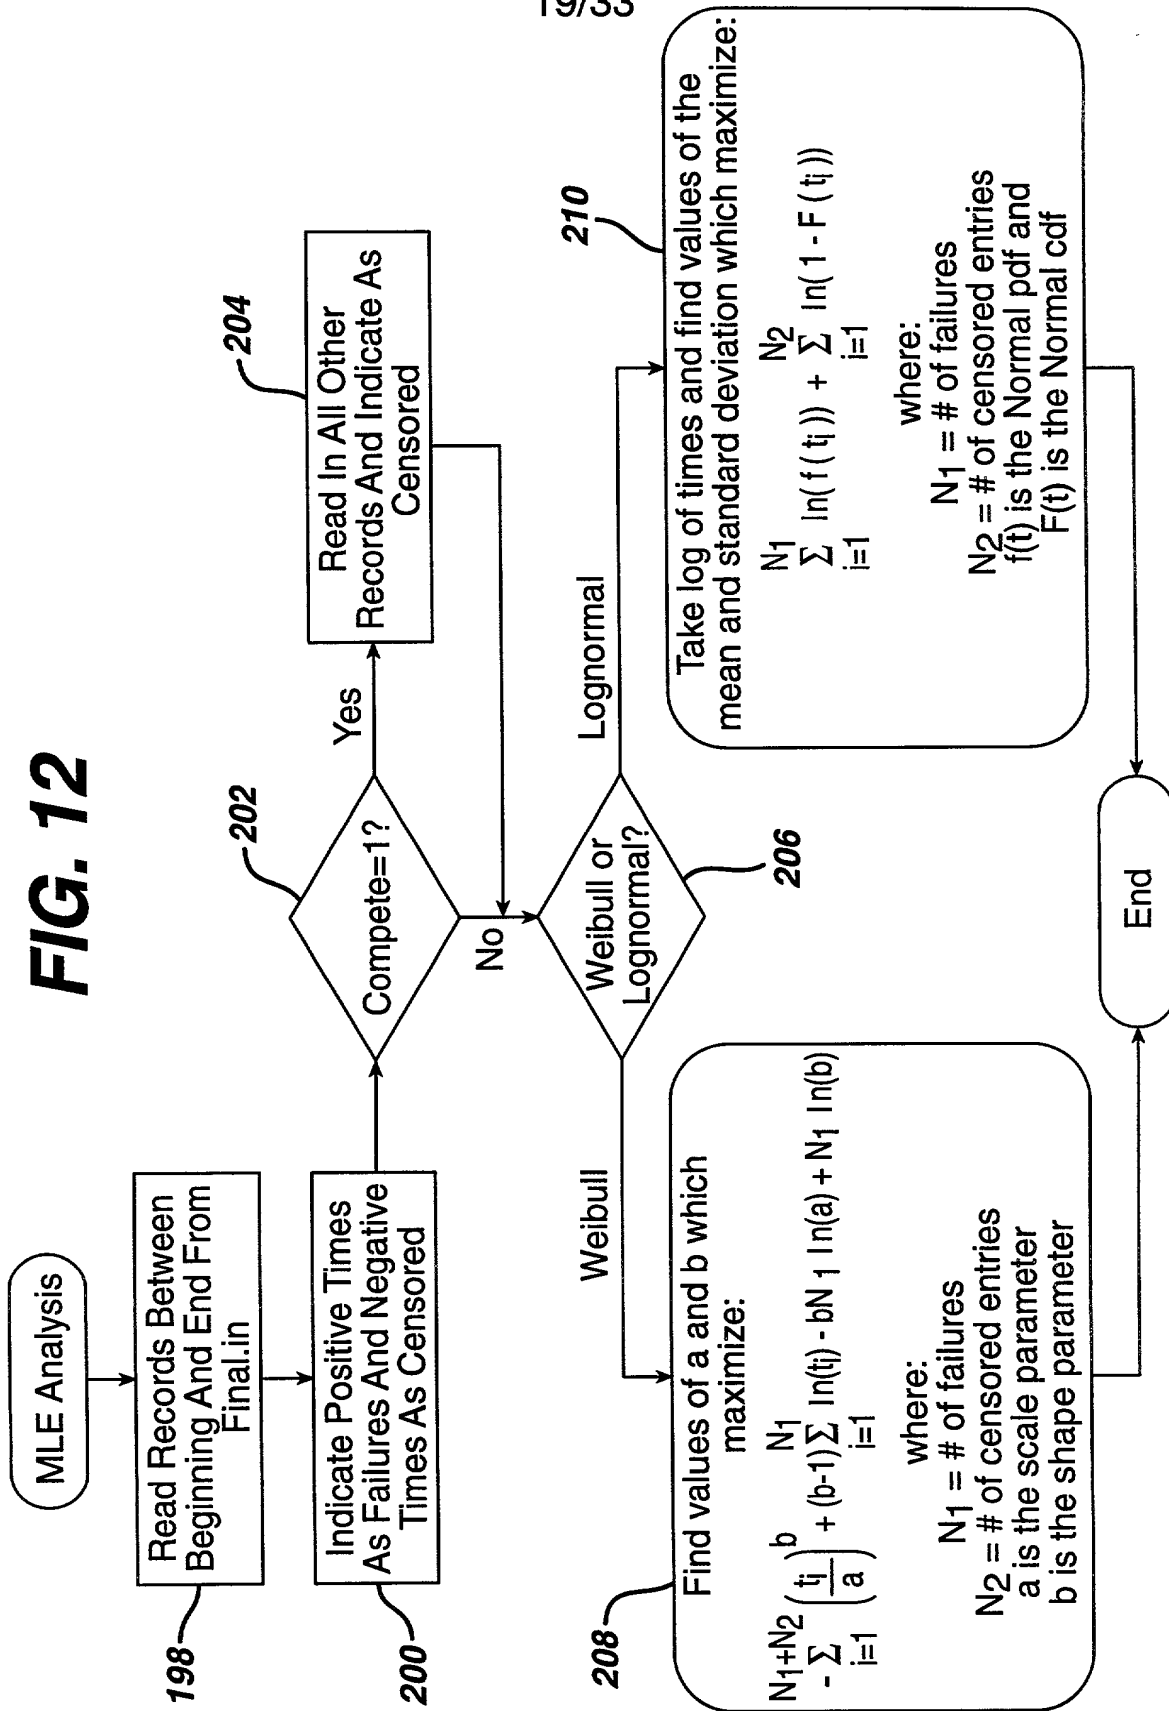 19/33
FIG. 12
MLE Analysis
Read Records Between
Beginning And End From
Final.in
198
Indicate Positive Times
As Failures And Negative
Times As Censored
200
Compete=1?
202
Yes
No
Read In All Other
Records And Indicate As
Censored
204
Weibull or
Lognormal?
206
Weibull
Lognormal
Find values of a and b which
maximize:
- Σ_{i=1}^{N1+N2} (ti/a)^b + (b-1) Σ_{i=1}^{N1} ln(ti) - bN1 ln(a) + N1 ln(b)
where:
N1 = # of failures
N2 = # of censored entries
a is the scale parameter
b is the shape parameter
208
Take log of times and find values of the
mean and standard deviation which maximize:
Σ_{i=1}^{N1} ln(f(ti)) + Σ_{i=1}^{N2} ln(1 - F(ti))
where:
N1 = # of failures
N2 = # of censored entries
f(t) is the Normal pdf and
F(t) is the Normal cdf
210
End